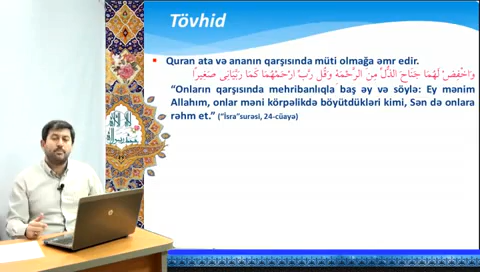 Tövhid
Quran ata və ananın qarşısında müti olmağa əmr edir.
وَاخْفِضْ لَهُمَا جَنَاحَ الذُّلِّ مِنَ الرَّحْمَةِ وَقُل رَّبِّ ارْحَمْهُمَا كَمَا رَبَّيَانِي صَغِيرًا
“Onların qarşısında mehribanlıqla baş əy və söylə: Ey mənim
Allahım, onlar məni körpəlikdə böyütdükləri kimi, Sən də onlara
rəhm et.” (“İsra”surəsi, 24-cüayə)